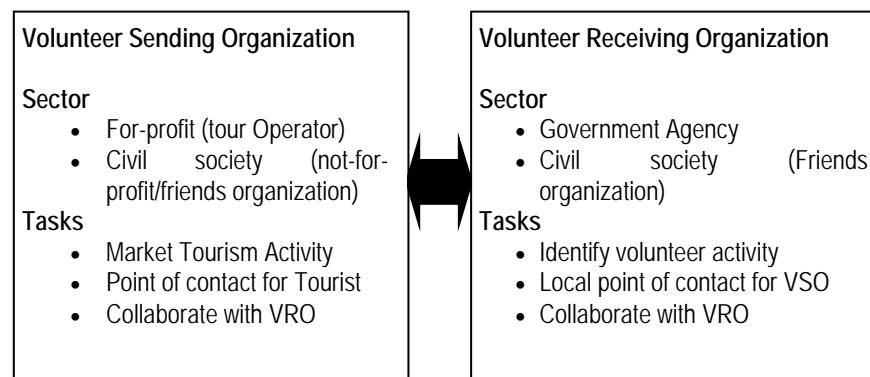 Volunteer Sending Organization
Sector
• For-profit (tour Operator)
• Civil society (not-for-
profit/friends organization)
Tasks
• Market Tourism Activity
• Point of contact for Tourist
• Collaborate with VRO
Volunteer Receiving Organization
Sector
• Government Agency
• Civil society (Friends
organization)
Tasks
• Identify volunteer activity
• Local point of contact for VSO
• Collaborate with VRO